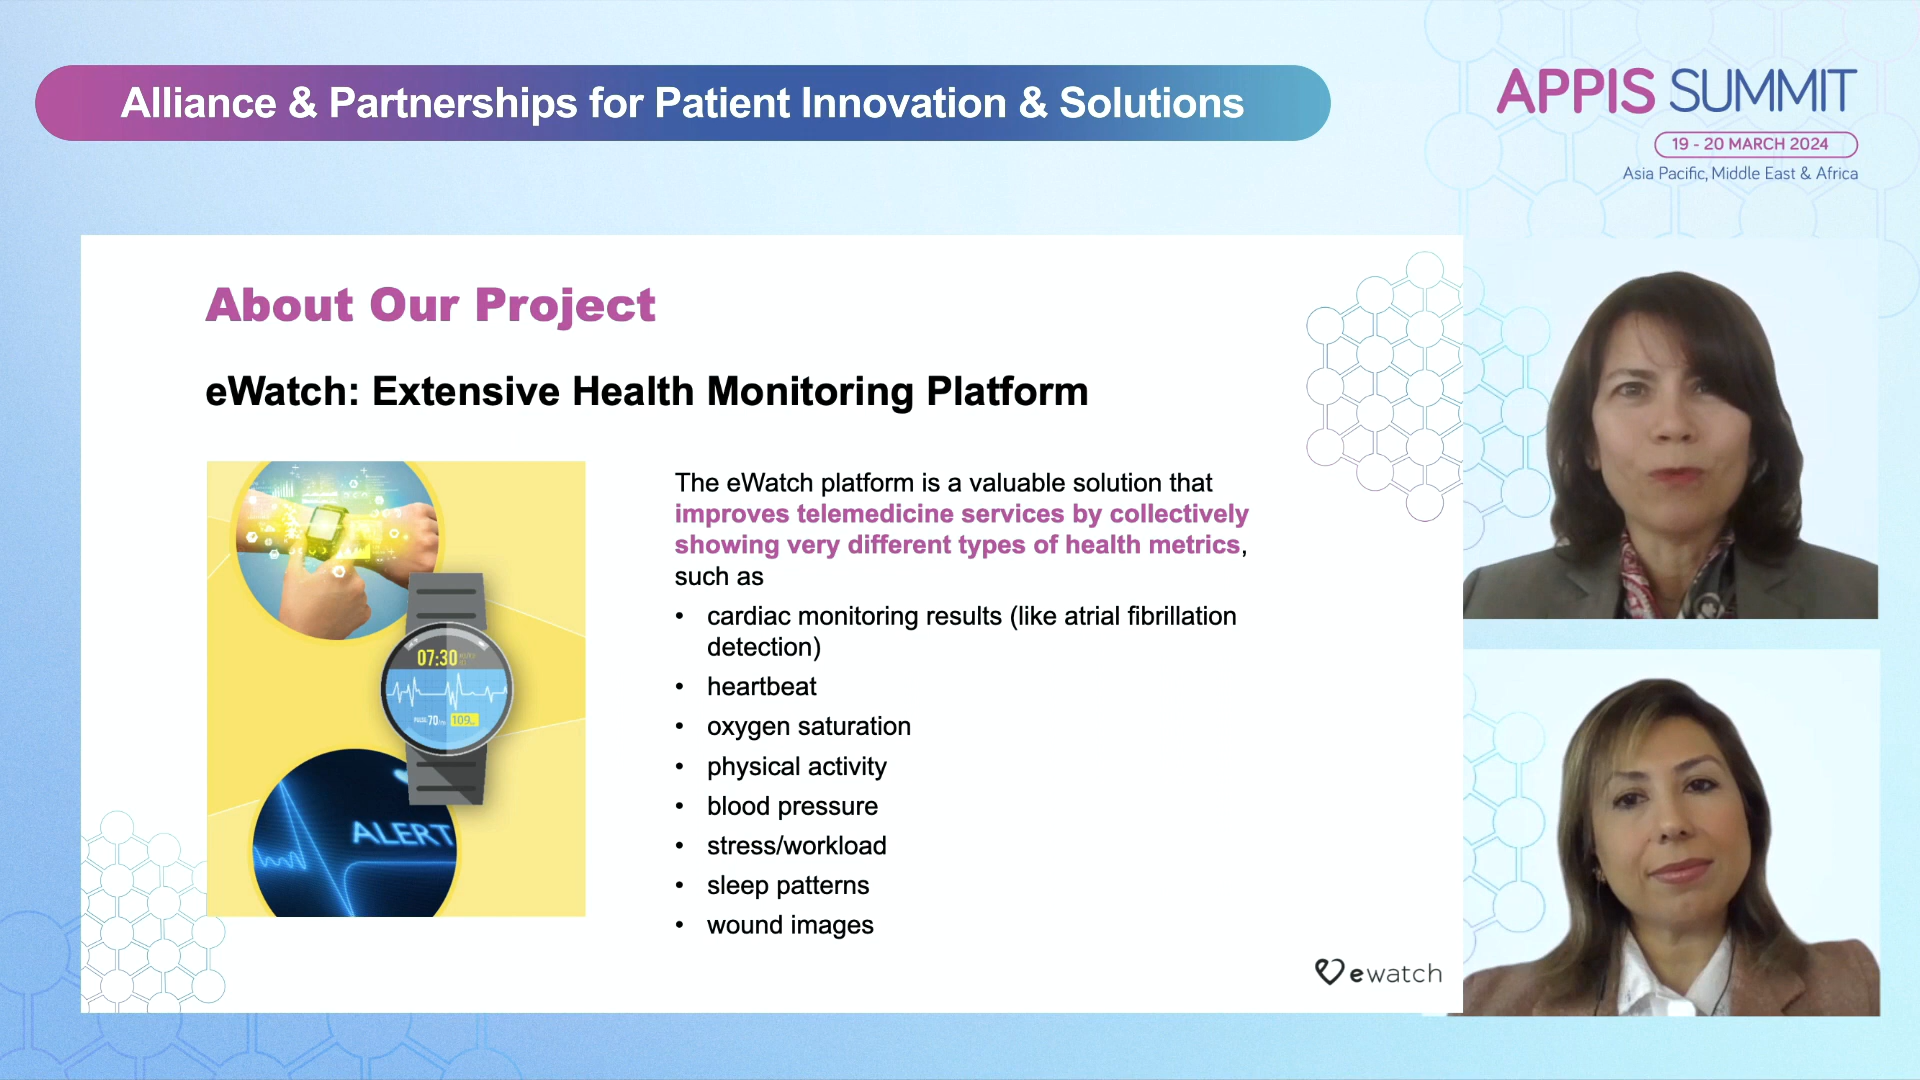 Alliance & Partnerships for Patient Innovation & Solutions
APPIS SUMMIT
19 - 20 MARCH 2024
Asia Pacific, Middle East & Africa
About Our Project
eWatch: Extensive Health Monitoring Platform
07:30
70
109
ALERT
The eWatch platform is a valuable solution that
improves telemedicine services by collectively
showing very different types of health metrics,
such as
• cardiac monitoring results (like atrial fibrillation
detection)
• heartbeat
• oxygen saturation
• physical activity
• blood pressure
• stress/workload
• sleep patterns
• wound images
ewatch